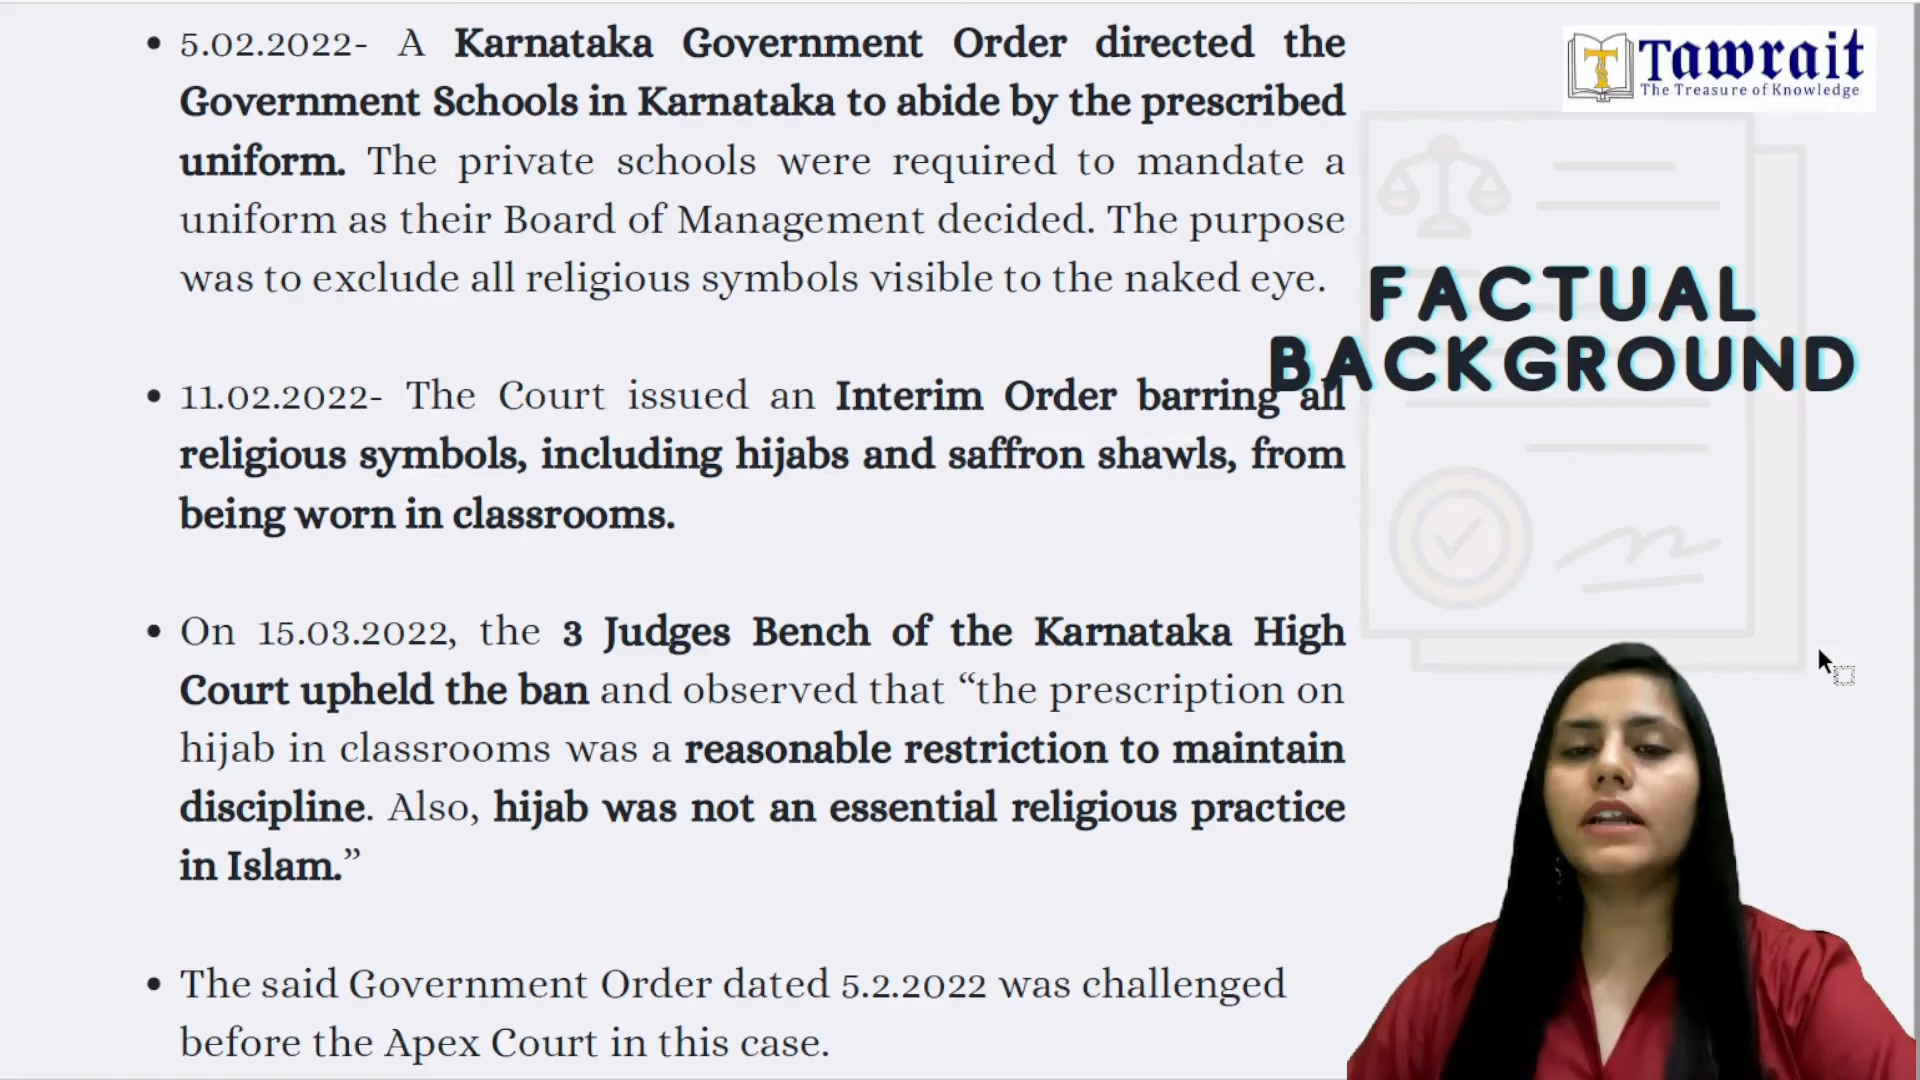 • 5.02.2022- A Karnataka Government Order directed the
Government Schools in Karnataka to abide by the prescribed
uniform. The private schools were required to mandate a
uniform as their Board of Management decided. The purpose
was to exclude all religious symbols visible to the naked eye.
• 11.02.2022- The Court issued an Interim Order barring all
religious symbols, including hijabs and saffron shawls, from
being worn in classrooms.
• On 15.03.2022, the 3 Judges Bench of the Karnataka High
Court upheld the ban and observed that “the prescription on
hijab in classrooms was a reasonable restriction to maintain
discipline. Also, hijab was not an essential religious practice
in Islam.”
• The said Government Order dated 5.2.2022 was challenged
before the Apex Court in this case.
T
Tawrait
The Treasure of Knowledge
FACTUAL
BACKGROUND